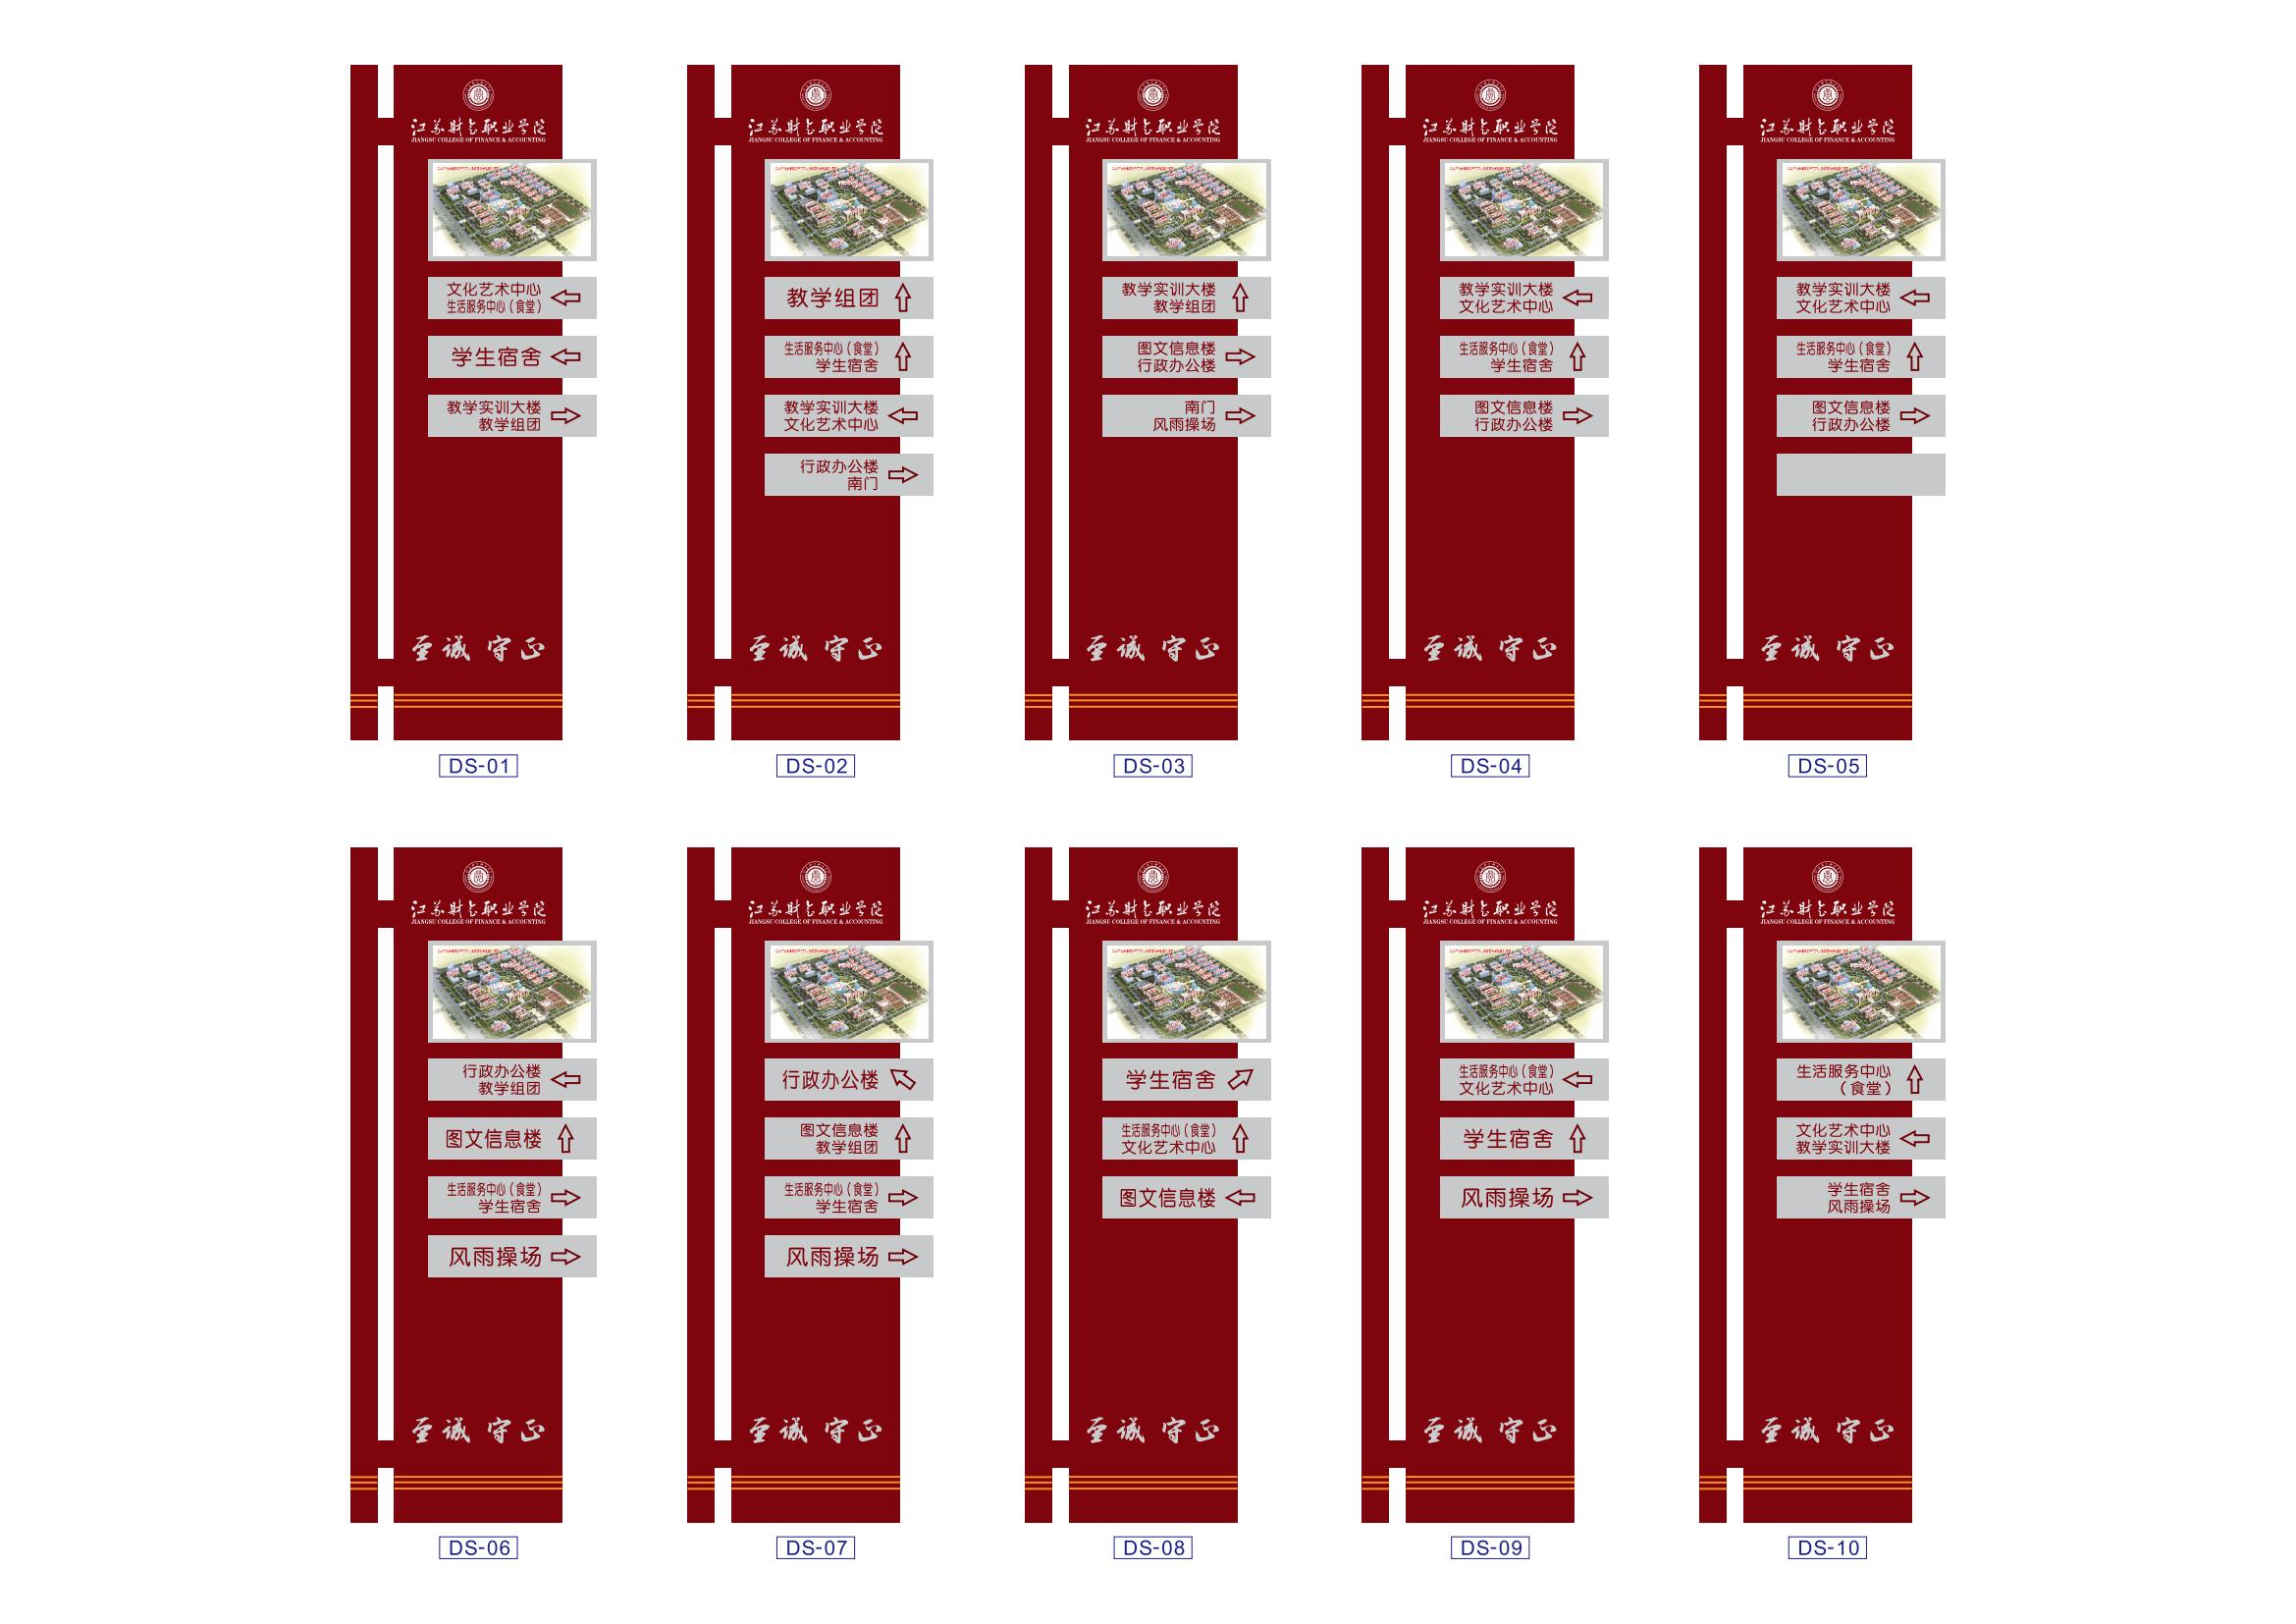 江苏财会职业学院
JIANGSU COLLEGE OF FINANCE & ACCOUNTING
文化艺术中心
生活服务中心（食堂）
学生宿舍
教学实训大楼
教学组团
至诚 守正
DS-01
江苏财会职业学院
JIANGSU COLLEGE OF FINANCE & ACCOUNTING
教学组团
生活服务中心（食堂）
学生宿舍
教学实训大楼
文化艺术中心
行政办公楼
南门
至诚 守正
DS-02
江苏财会职业学院
JIANGSU COLLEGE OF FINANCE & ACCOUNTING
教学实训大楼
教学组团
图文信息楼
行政办公楼
南门
风雨操场
至诚 守正
DS-03
江苏财会职业学院
JIANGSU COLLEGE OF FINANCE & ACCOUNTING
教学实训大楼
文化艺术中心
生活服务中心（食堂）
学生宿舍
图文信息楼
行政办公楼
至诚 守正
DS-04
江苏财会职业学院
JIANGSU COLLEGE OF FINANCE & ACCOUNTING
教学实训大楼
文化艺术中心
生活服务中心（食堂）
学生宿舍
图文信息楼
行政办公楼
至诚 守正
DS-05
江苏财会职业学院
JIANGSU COLLEGE OF FINANCE & ACCOUNTING
行政办公楼
教学组团
图文信息楼
生活服务中心（食堂）
学生宿舍
风雨操场
至诚 守正
DS-06
江苏财会职业学院
JIANGSU COLLEGE OF FINANCE & ACCOUNTING
行政办公楼
图文信息楼
教学组团
生活服务中心（食堂）
学生宿舍
风雨操场
至诚 守正
DS-07
江苏财会职业学院
JIANGSU COLLEGE OF FINANCE & ACCOUNTING
学生宿舍
生活服务中心（食堂）
文化艺术中心
图文信息楼
至诚 守正
DS-08
江苏财会职业学院
JIANGSU COLLEGE OF FINANCE & ACCOUNTING
生活服务中心（食堂）
文化艺术中心
学生宿舍
风雨操场
至诚 守正
DS-09
江苏财会职业学院
JIANGSU COLLEGE OF FINANCE & ACCOUNTING
生活服务中心
（食堂）
文化艺术中心
教学实训大楼
学生宿舍
风雨操场
至诚 守正
DS-10